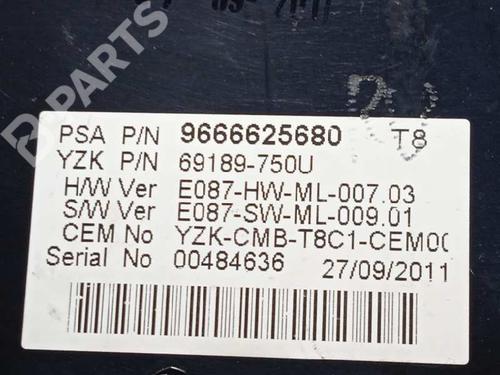 PSA P/N 9666625680 T8
YZK P/N 69189-750U
H/W Ver E087-HW-ML-007.03
S/W Ver E087-SW-ML-009.01
CEM No YZK-CMB-T8C1-CEM00
Serial No 00484636 27/09/2011
B-PARTS